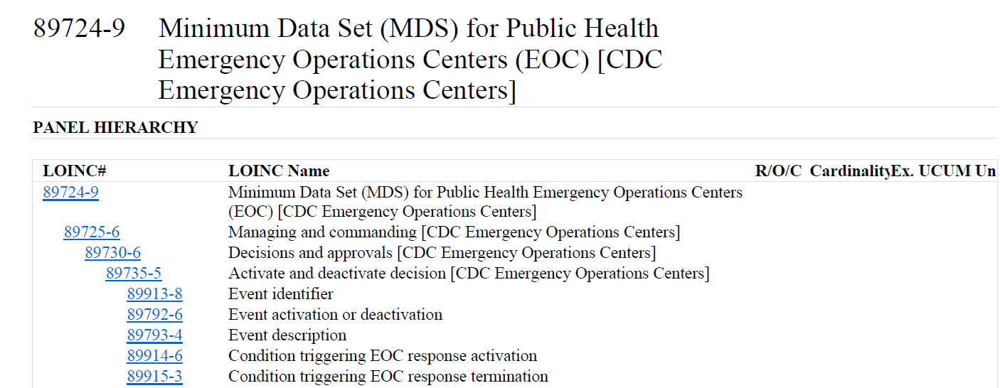 89724-9 Minimum Data Set (MDS) for Public Health
Emergency Operations Centers (EOC) [CDC
Emergency Operations Centers]
PANEL HIERARCHY
LOINC# LOINC Name R/O/C CardinalityEx. UCUM Un
89724-9 Minimum Data Set (MDS) for Public Health Emergency Operations Centers
(EOC) [CDC Emergency Operations Centers]
89725-6 Managing and commanding [CDC Emergency Operations Centers]
89730-6 Decisions and approvals [CDC Emergency Operations Centers]
89735-5 Activate and deactivate decision [CDC Emergency Operations Centers]
89913-8 Event identifier
89792-6 Event activation or deactivation
89793-4 Event description
89914-6 Condition triggering EOC response activation
89915-3 Condition triggering EOC response termination